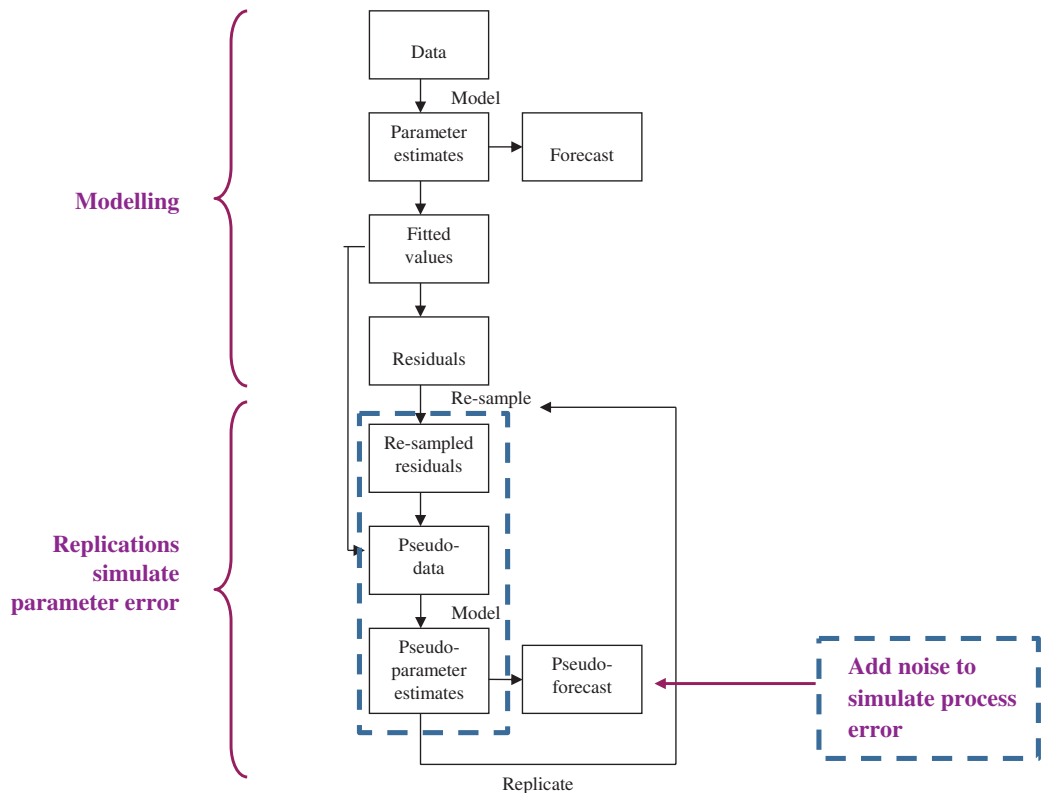 Data
Model
Parameter
estimates
Forecast
Modelling
Fitted
values
Residuals
Re-sample
Re-sampled
residuals
Replications
simulate
parameter error
Pseudo-
data
Model
Pseudo-
parameter
estimates
Pseudo-
forecast
Add noise to
simulate process
error
Replicate